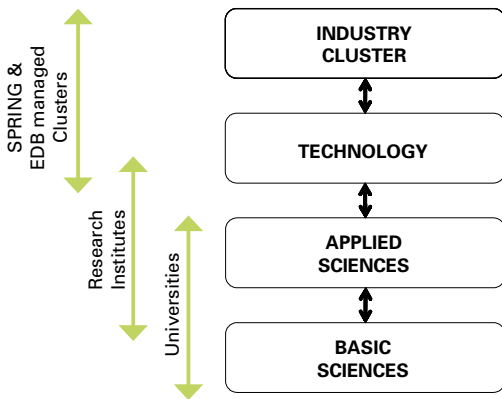 SPRING &
EDB managed
Clusters
Research
Institutes
Universities
INDUSTRY
CLUSTER
TECHNOLOGY
APPLIED
SCIENCES
BASIC
SCIENCES